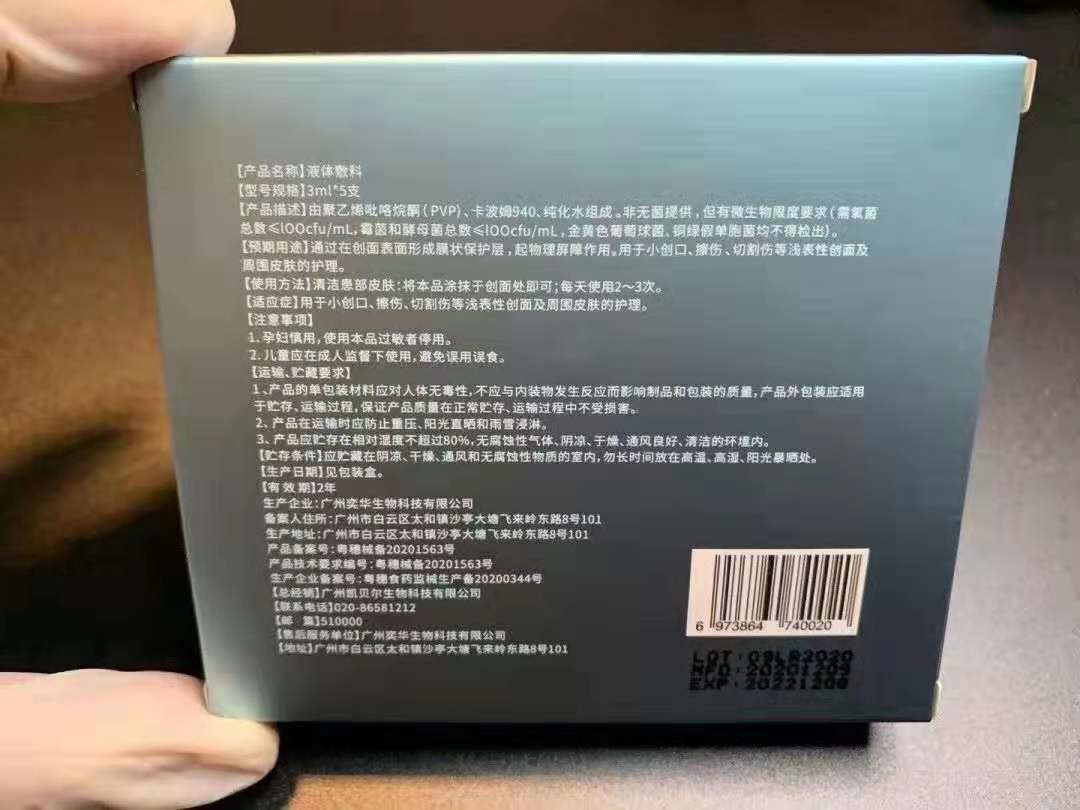 【产品名称】液体敷料
【型号规格】3ml*5支
【产品描述】由聚乙烯吡咯烷酮(PVP)、卡波姆940、纯化水组成。非无菌提供，但有微生物限度要求(需氧菌
总数≤lOOcfu/mL,霉菌和酵母菌总数≤lOOcfu/mL,金黄色葡萄球菌、铜绿假单胞菌均不得检出)。
【预期用途】通过在创面表面形成膜状保护层,起物理屏障作用。用于小创口、擦伤、切割伤等浅表性创面及
周围皮肤的护理。
【使用方法】清洁患部皮肤:将本品涂抹于创面处即可;每天使用2～3次。
【适应症】用于小创口、擦伤、切割伤等浅表性创面及周围皮肤的护理。
【注意事项】
1、孕妇慎用,使用本品过敏者停用。
2、儿童应在成人监督下使用,避免误用误食。
【运输、贮藏要求】
1、产品的单包装材料应对人体无毒性,不应与内装物发生反应而影响制品和包装的质量,产品外包装应适用
于贮存、运输过程,保证产品质量在正常贮存、运输过程中不受损害。
2、产品在运输时应防止重压、阳光直晒和雨雪浸淋。
3、产品应贮存在相对湿度不超过80%,无腐蚀性气体、阴凉、干燥、通风良好、清洁的环境内。
【贮存条件】应贮藏在阴凉、干燥、通风和无腐蚀性物质的室内,勿长时间放在高温、高湿、阳光暴晒处。
【生产日期】见包装盒。
【有 效 期】2年
生产企业:广州奕华生物科技有限公司
备案人住所:广州市白云区太和镇沙亭大塘飞来岭东路8号101
生产地址:广州市白云区太和镇沙亭大塘飞来岭东路8号101
产品备案号:粤穗械备20201563号
产品技术要求编号:粤穗械备20201563号
生产企业备案号:粤穗食药监械生产备20200344号
【总经销】广州凯贝尔生物科技有限公司
【联系电话】020-86581212
【邮 篇】510000
【售后服务单位】广州奕华生物科技有限公司
【地址】广州市白云区太和镇沙亭大塘飞来岭东路8号101
6 973864 740020
LOT:09LB2020
MFD:20201209
EXP:20221208